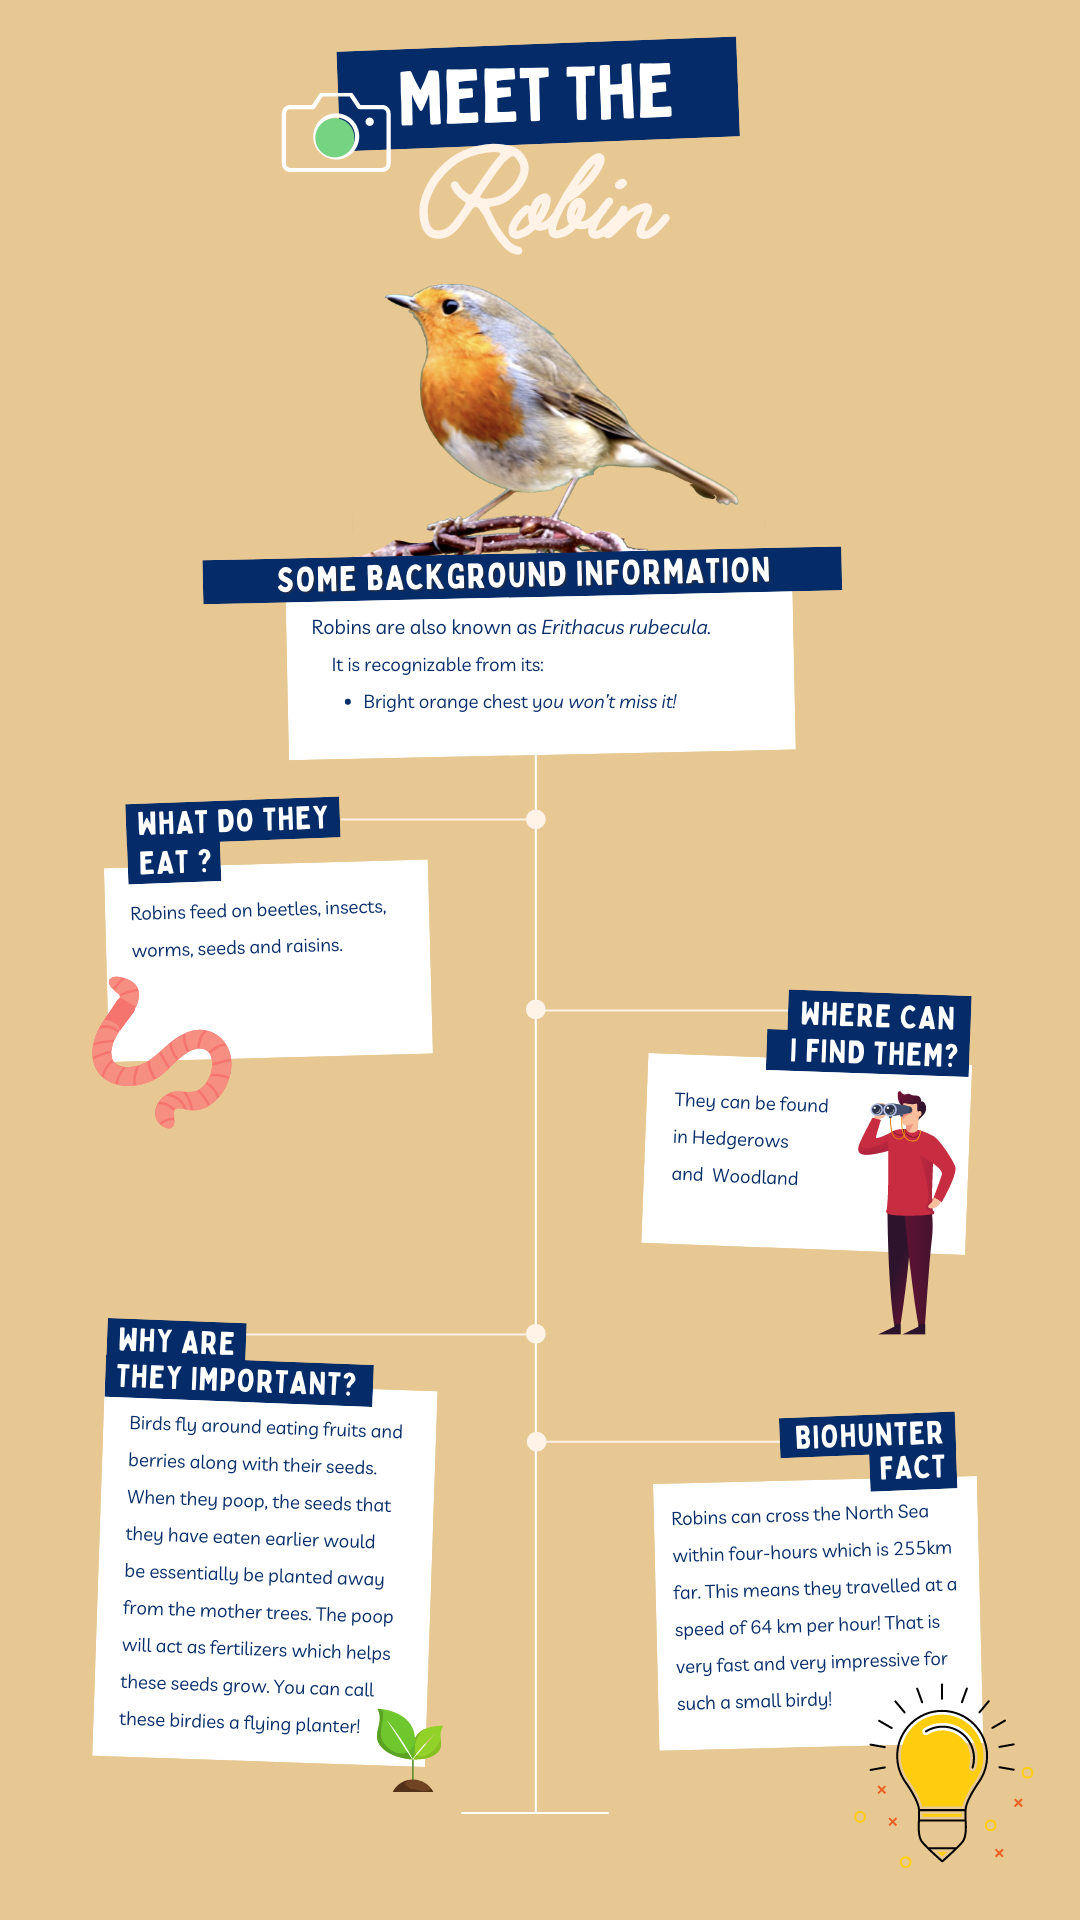 MEET THE
Robin
SOME BACKGROUND INFORMATION
Robins are also known as Erithacus rubecula.
It is recognizable from its:
• Bright orange chest you won't miss it!
WHAT DO THEY
EAT ?
Robins feed on beetles, insects,
worms, seeds and raisins.
WHERE CAN
I FIND THEM?
They can be found
in Hedgerows
and Woodland
WHY ARE
THEY IMPORTANT?
Birds fly around eating fruits and
berries along with their seeds.
When they poop, the seeds that
they have eaten earlier would
be essentially be planted away
from the mother trees. The poop
will act as fertilizers which helps
these seeds grow. You can call
these birdies a flying planter!
BIOHUNTER
FACT
Robins can cross the North Sea
within four-hours which is 255km
far. This means they travelled at a
speed of 64 km per hour! That is
very fast and very impressive for
such a small birdy!